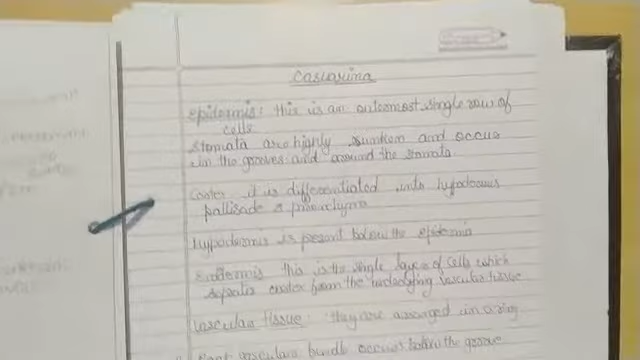 Casuarina
epidermis: this is an outermost single row of
cells.
stomata are highly sunken and occur
in the grooves and around the stomata
Cortex it is differentiated into hypodermis
pallisade & parenchyma
hypodermis is present below the epidermis
Endodermis this is the single layer of cells which
separates cortex from the underlying vascular tissue
Vascular tissue: they are arranged in a ring
vascular bundle occurs below the groove